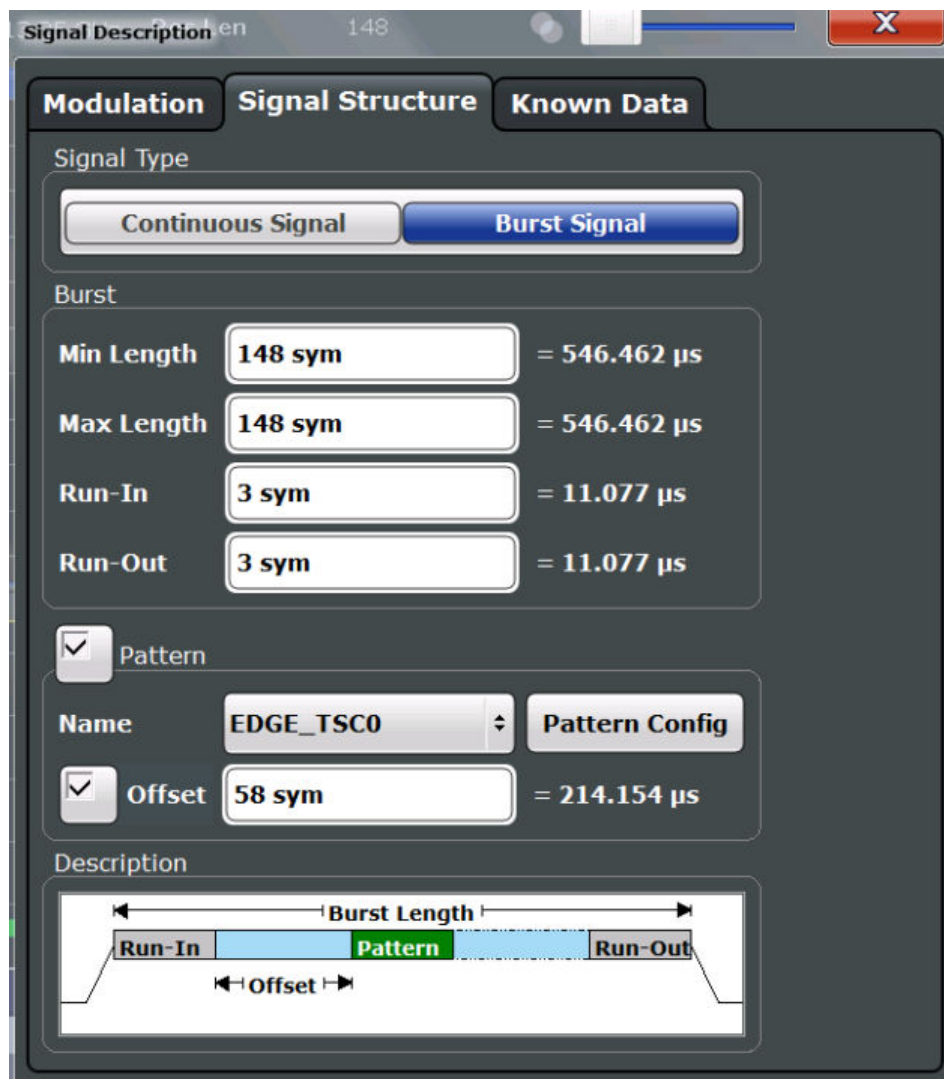 Signal Description en 148
X
Modulation Signal Structure Known Data
Signal Type
Continuous Signal Burst Signal
Burst
Min Length 148 sym = 546.462 µs
Max Length 148 sym = 546.462 µs
Run-In 3 sym = 11.077 µs
Run-Out 3 sym = 11.077 µs
Pattern
Name EDGE_TSC0 Pattern Config
Offset 58 sym = 214.154 µs
Description
Burst Length
Run-In Pattern Run-Out
Offset